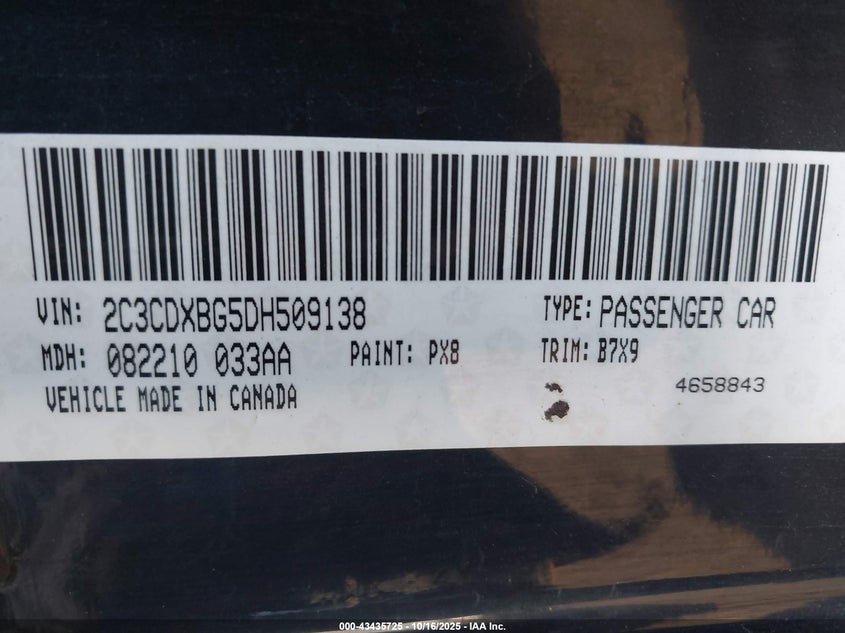 VIN: 2C3CDXBG5DH509138 TYPE: PASSENGER CAR
MDH: 082210 033AA PAINT: PX8 TRIM: B7X9
VEHICLE MADE IN CANADA 4658843
000-43435725 - 10/16/2025 - IAA Inc.